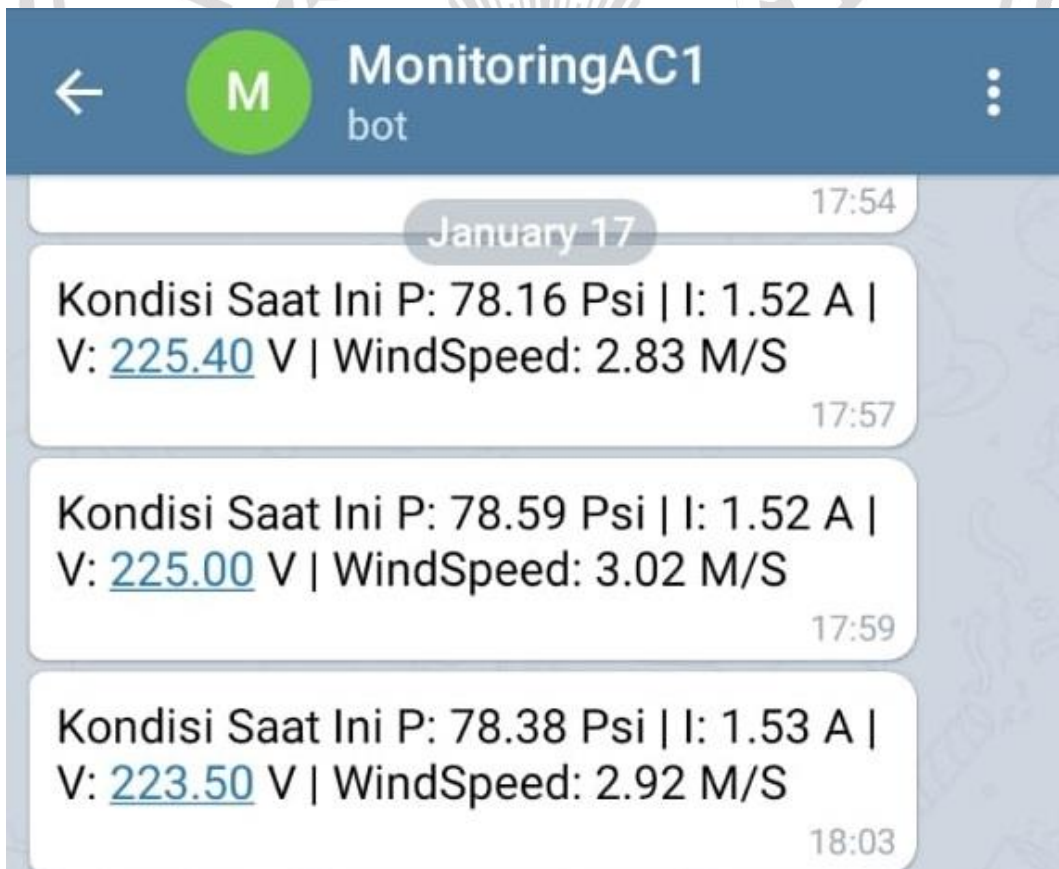 MonitoringAC1
M
bot
17:54
January 17
Kondisi Saat Ini P: 78.16 Psi | I: 1.52 A |
V: 225.40 V | WindSpeed: 2.83 M/S
17:57
Kondisi Saat Ini P: 78.59 Psi | I: 1.52 A |
V: 225.00 V | WindSpeed: 3.02 M/S
17:59
Kondisi Saat Ini P: 78.38 Psi | I: 1.53 A |
V: 223.50 V | WindSpeed: 2.92 M/S
18:03